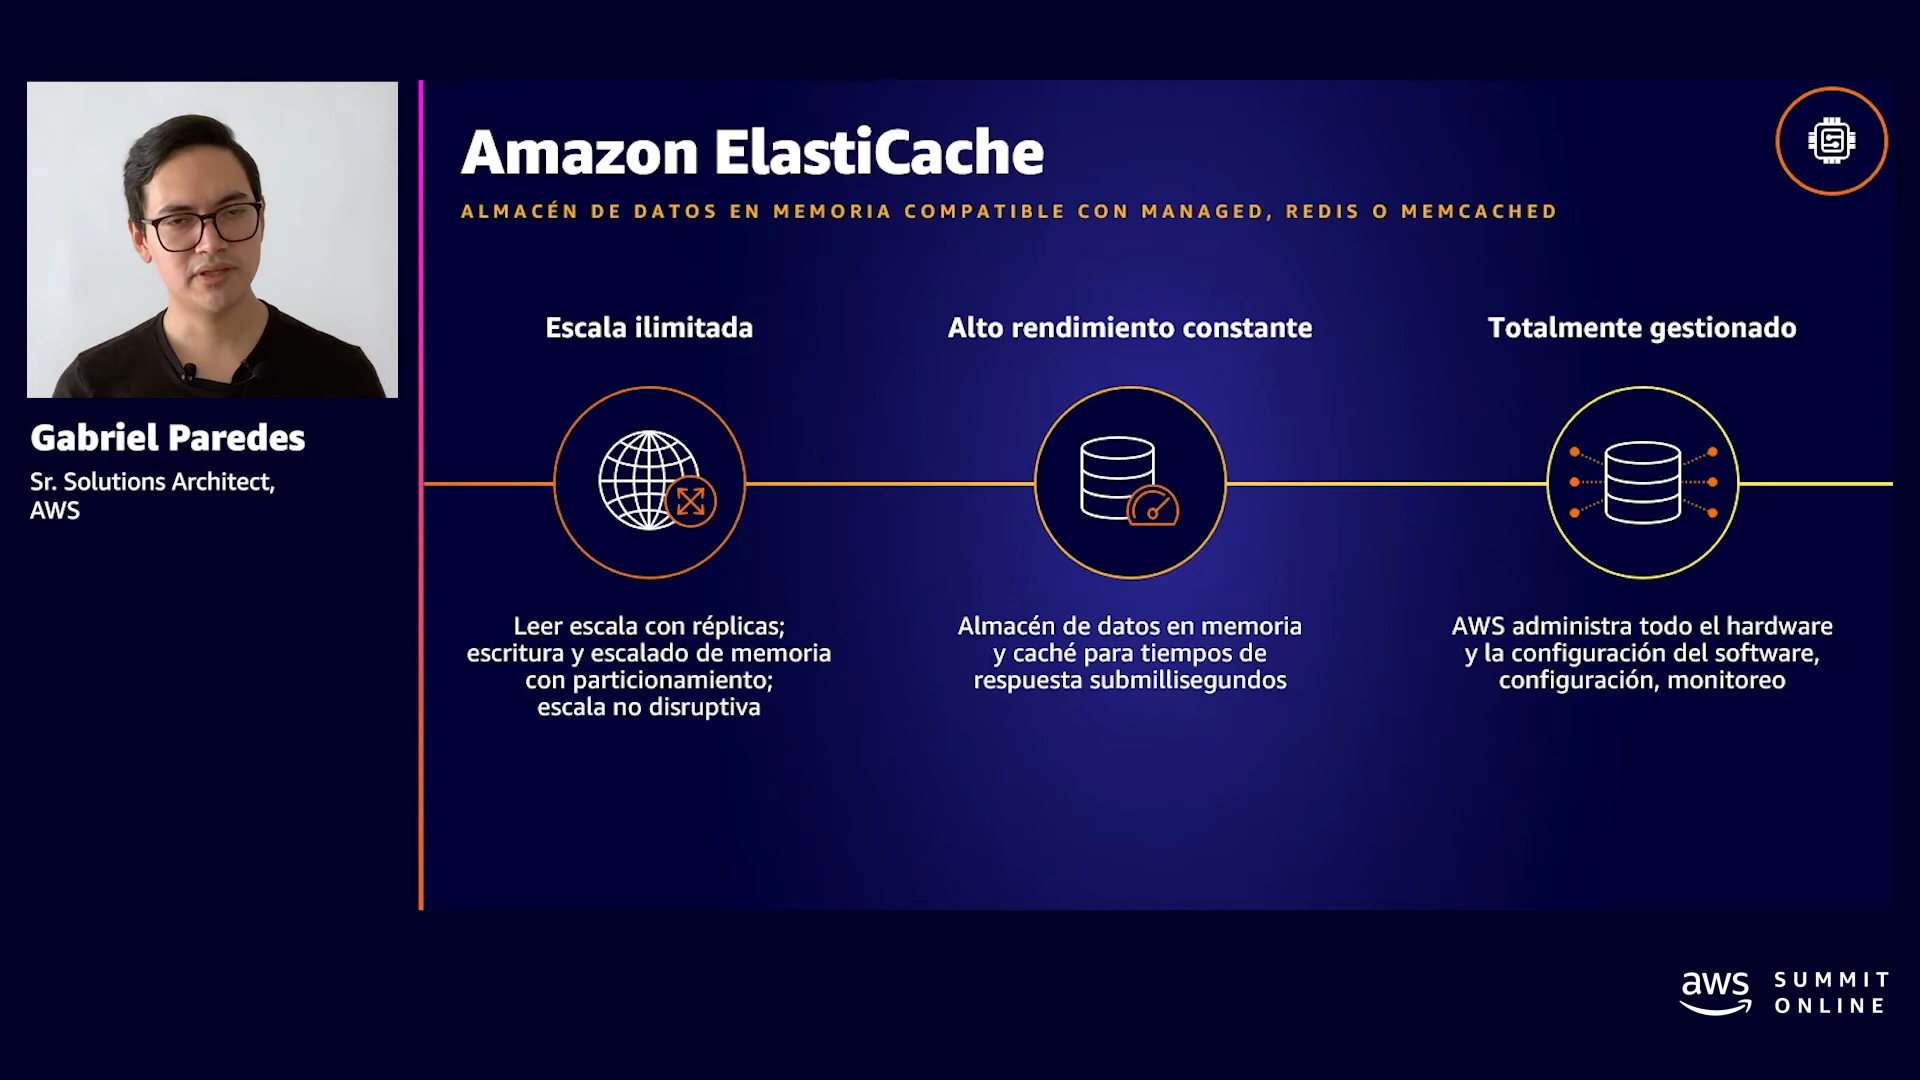 Gabriel Paredes
Sr. Solutions Architect,
AWS
Amazon ElastiCache
ALMACÉN DE DATOS EN MEMORIA COMPATIBLE CON MANAGED, REDIS O MEMCACHED
Escala ilimitada
Leer escala con réplicas;
escritura y escalado de memoria
con particionamiento;
escala no disruptiva
Alto rendimiento constante
Almacén de datos en memoria
y caché para tiempos de
respuesta submillisegundos
Totalmente gestionado
AWS administra todo el hardware
y la configuración del software,
configuración, monitoreo
aws
SUMMIT
ONLINE